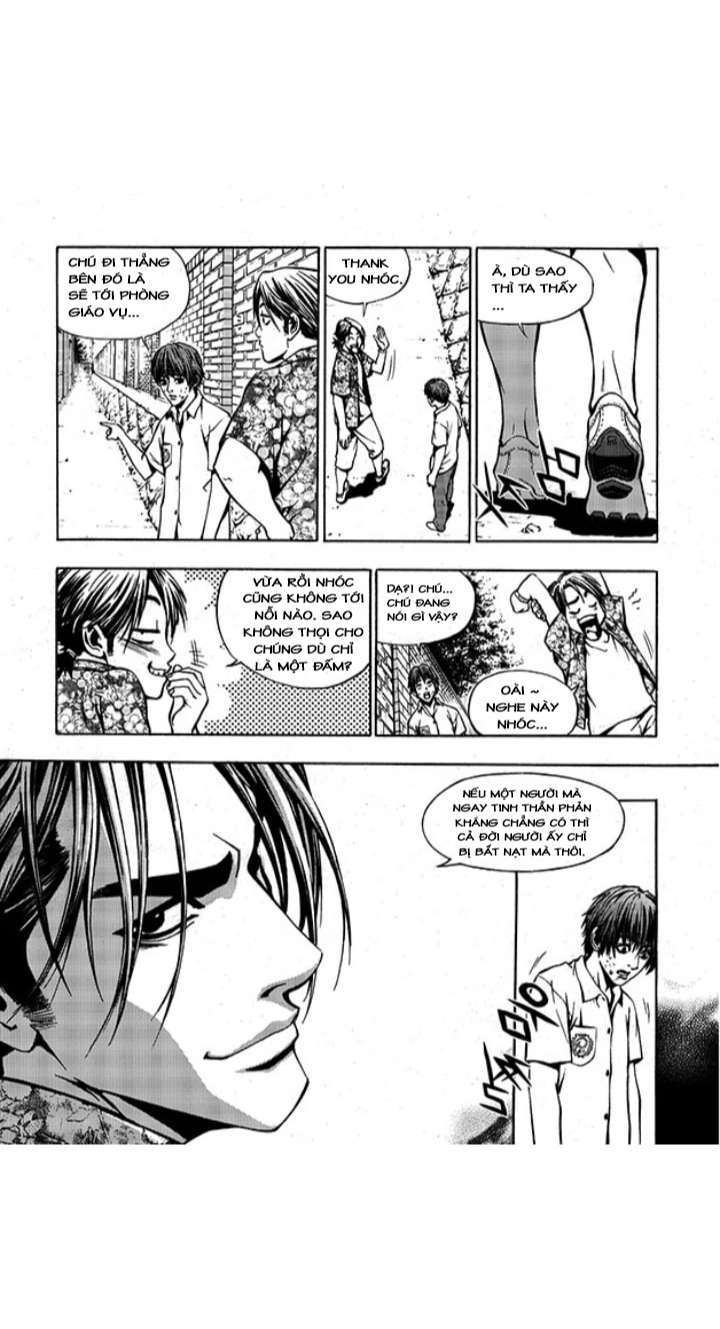 CHÚ ĐI THẲNG
BÊN ĐÓ LÀ
SẼ TỚI PHÒNG
GIÁO VỤ...
THANK
YOU NHÓC.
À, DÙ SAO
THÌ TA THẤY
...
VỪA RỒI NHÓC
CŨNG KHÔNG TỚI
NỖI NÀO. SAO
KHÔNG THỌI CHO
CHÚNG DÙ CHỈ
LÀ MỘT ĐẤM?
DẠ?! CHÚ...
CHÚ ĐANG
NÓI GÌ VẬY?
OÀI ~
NGHE NÀY
NHÓC...
NẾU MỘT NGƯỜI MÀ
NGAY TINH THẦN PHẢN
KHÁNG CHẲNG CÓ THÌ
CẢ ĐỜI NGƯỜI ẤY CHỈ
BỊ BẮT NẠT MÀ THÔI.